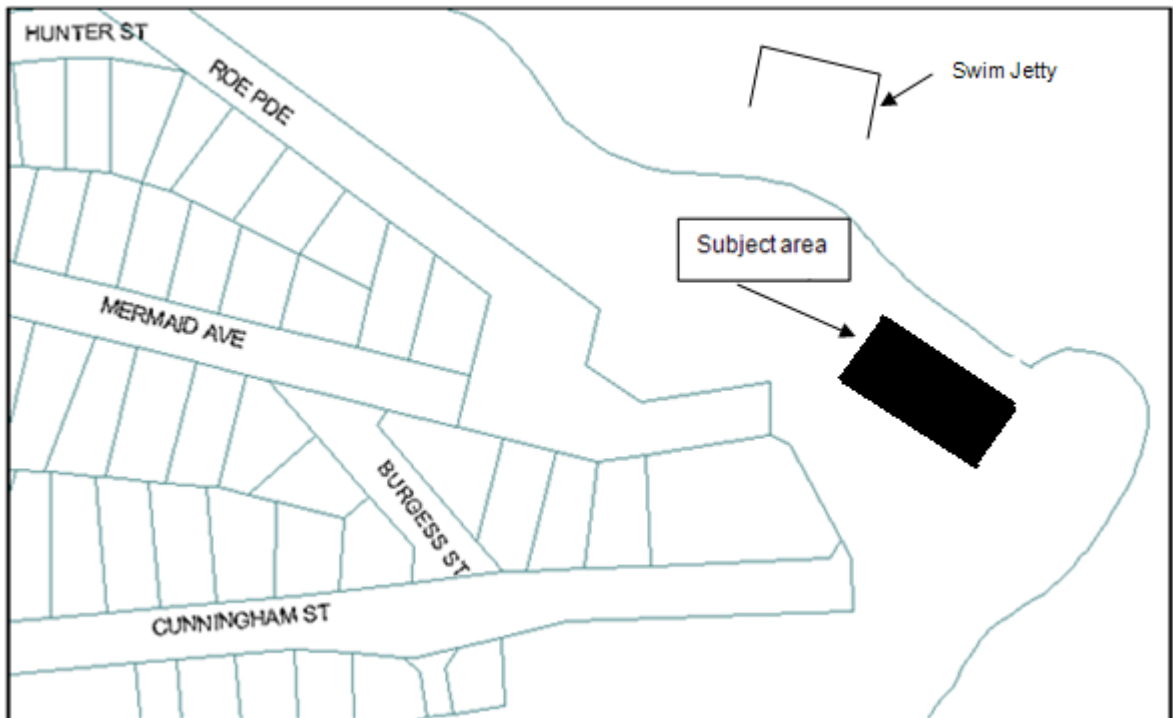 HUNTER ST
ROE PDE
Swim Jetty
Subject area
MERMAID AVE
BURGESS ST
CUNNINGHAM ST